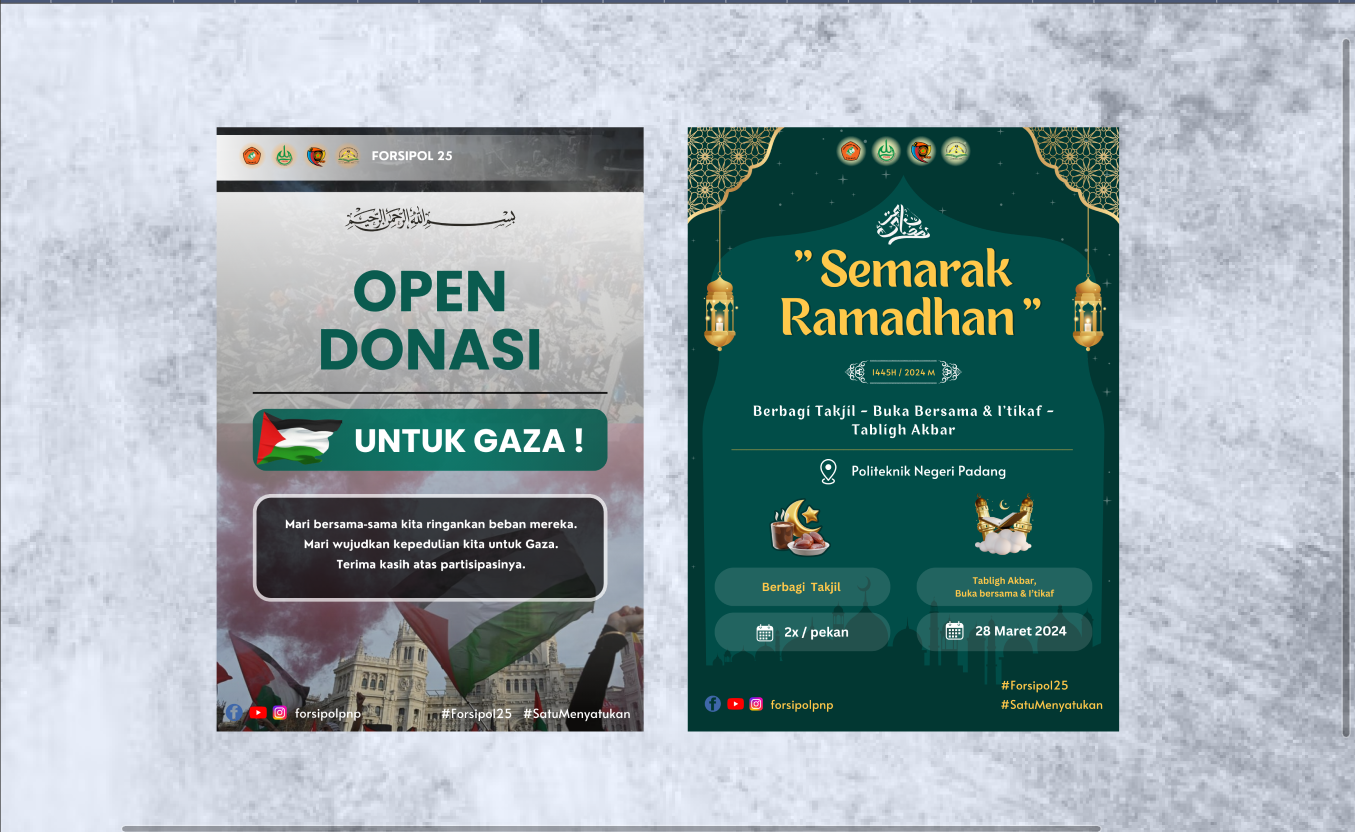 FORSIPOL 25
بسم الله الرحمن الرحيم
OPEN
DONASI
UNTUK GAZA !
Mari bersama-sama kita ringankan beban mereka.
Mari wujudkan kepedulian kita untuk Gaza.
Terima kasih atas partisipasinya.
forsipolpnp
#Forsipol25 #SatuMenyatukan
" Semarak
Ramadhan "
1445H / 2024 M
Berbagi Takjil - Buka Bersama & I'tikaf -
Tabligh Akbar
Politeknik Negeri Padang
Berbagi Takjil
2x / pekan
Tabligh Akbar,
Buka bersama & I'tikaf
28 Maret 2024
forsipolpnp
#Forsipol25
#SatuMenyatukan